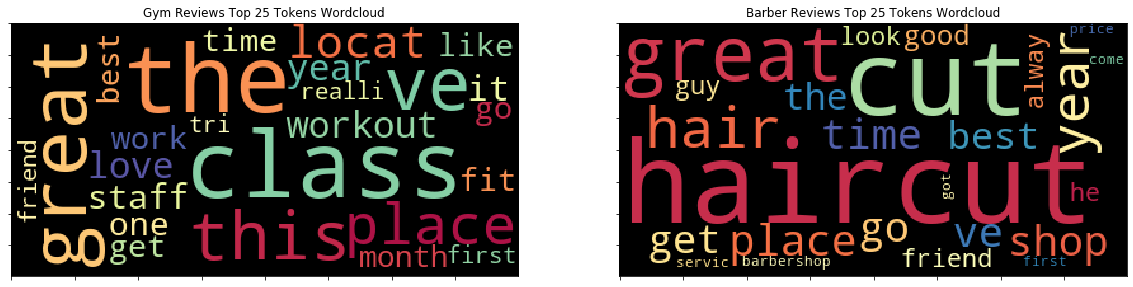 Gym Reviews Top 25 Tokens Wordcloud
great
best
the
time
locat
like
year
realli
ve
it
go
tri
workout
work
love
class
fit
friend
staff
one
get
this
place
month
first
Barber Reviews Top 25 Tokens Wordcloud
great
look
good
price
come
guy
the
cut
alway
year
hair
time
best
haircut
got
he
get
place
go
ve
shop
servic
barbershop
friend
first